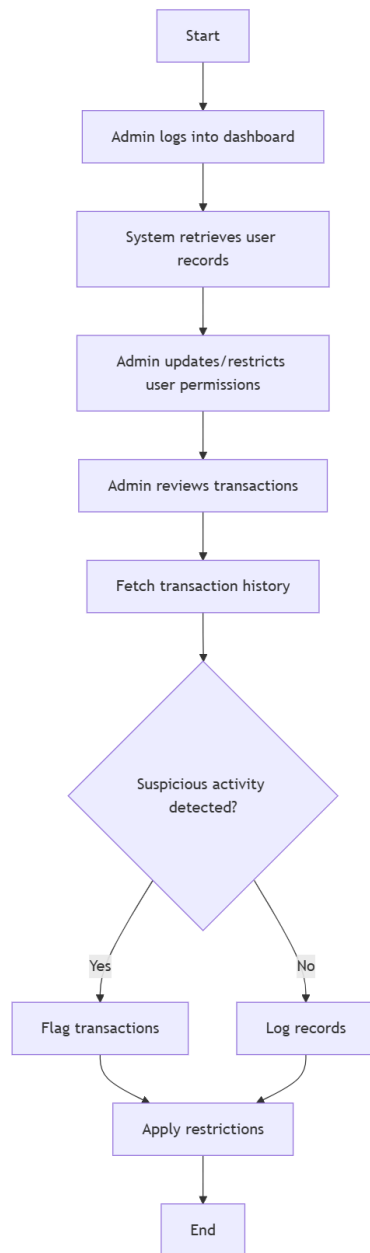 Start
Admin logs into dashboard
System retrieves user
records
Admin updates/restricts
user permissions
Admin reviews transactions
Fetch transaction history
Suspicious activity
detected?
Yes
No
Flag transactions
Log records
Apply restrictions
End